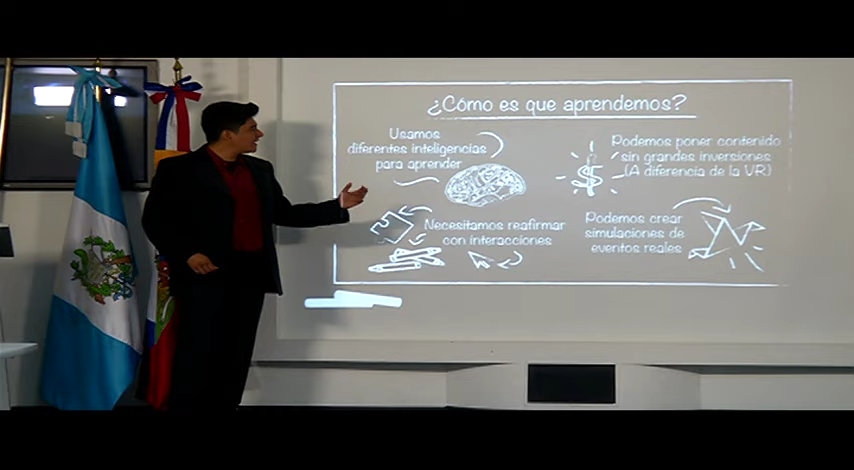 ¿Cómo es que aprendemos?
Usamos
diferentes inteligencias
para aprender
Podemos poner contenido
sin grandes inversiones
(A diferencia de la VR)
$
Necesitamos reafirmar
con interacciones
Podemos crear
simulaciones de
eventos reales